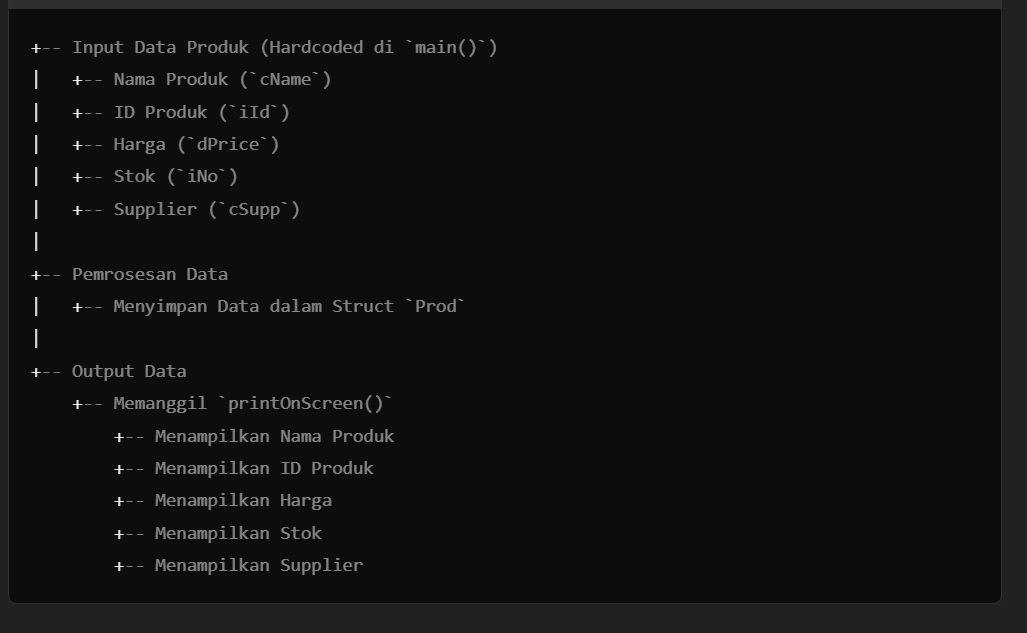 +-- Input Data Produk (Hardcoded di `main()`)
|   +-- Nama Produk (`cName`)
|   +-- ID Produk (`iId`)
|   +-- Harga (`dPrice`)
|   +-- Stok (`iNo`)
|   +-- Supplier (`cSupp`)
|
+-- Pemrosesan Data
|   +-- Menyimpan Data dalam Struct `Prod`
|
+-- Output Data
    +-- Memanggil `printOnScreen()`
        +-- Menampilkan Nama Produk
        +-- Menampilkan ID Produk
        +-- Menampilkan Harga
        +-- Menampilkan Stok
        +-- Menampilkan Supplier